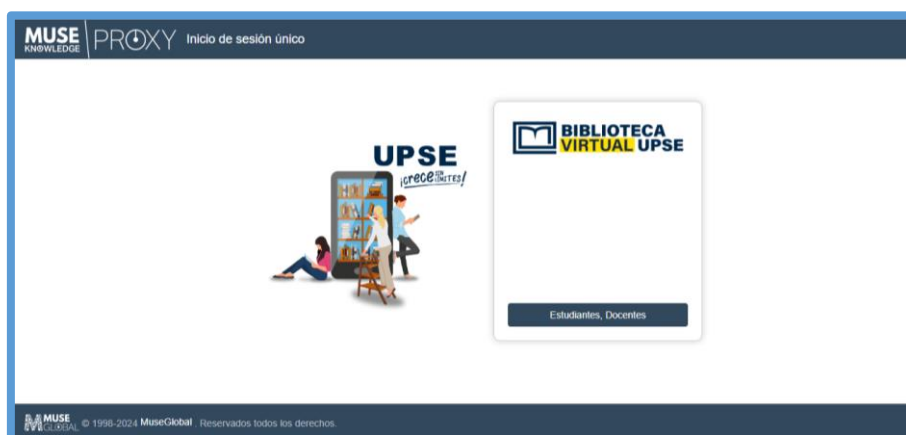 MUSE KNOWLEDGE PROXY Inicio de sesión único
UPSE
¡crece SIN LÍMITES!
BIBLIOTECA
VIRTUAL UPSE
Estudiantes, Docentes
MUSE GLOBAL © 1998-2024 MuseGlobal . Reservados todos los derechos.